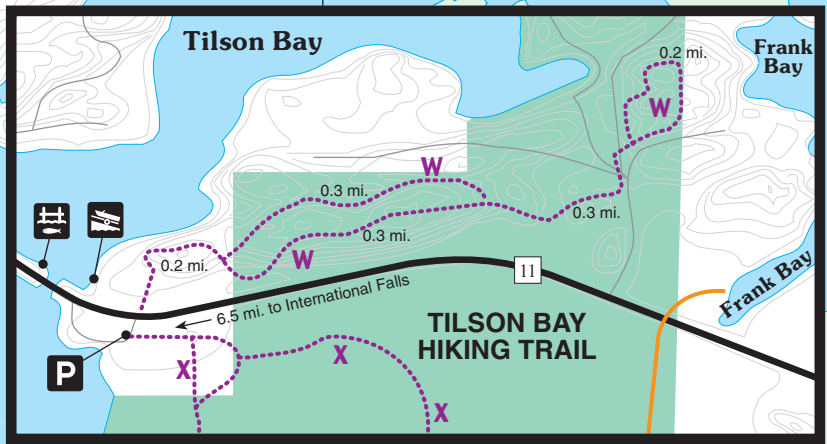 Tilson Bay
Frank
Bay
0.2 mi.
W
W
0.3 mi.
0.3 mi.
0.3 mi.
W
0.2 mi.
11
Frank Bay
6.5 mi. to International Falls
TILSON BAY
HIKING TRAIL
P
X
X
X